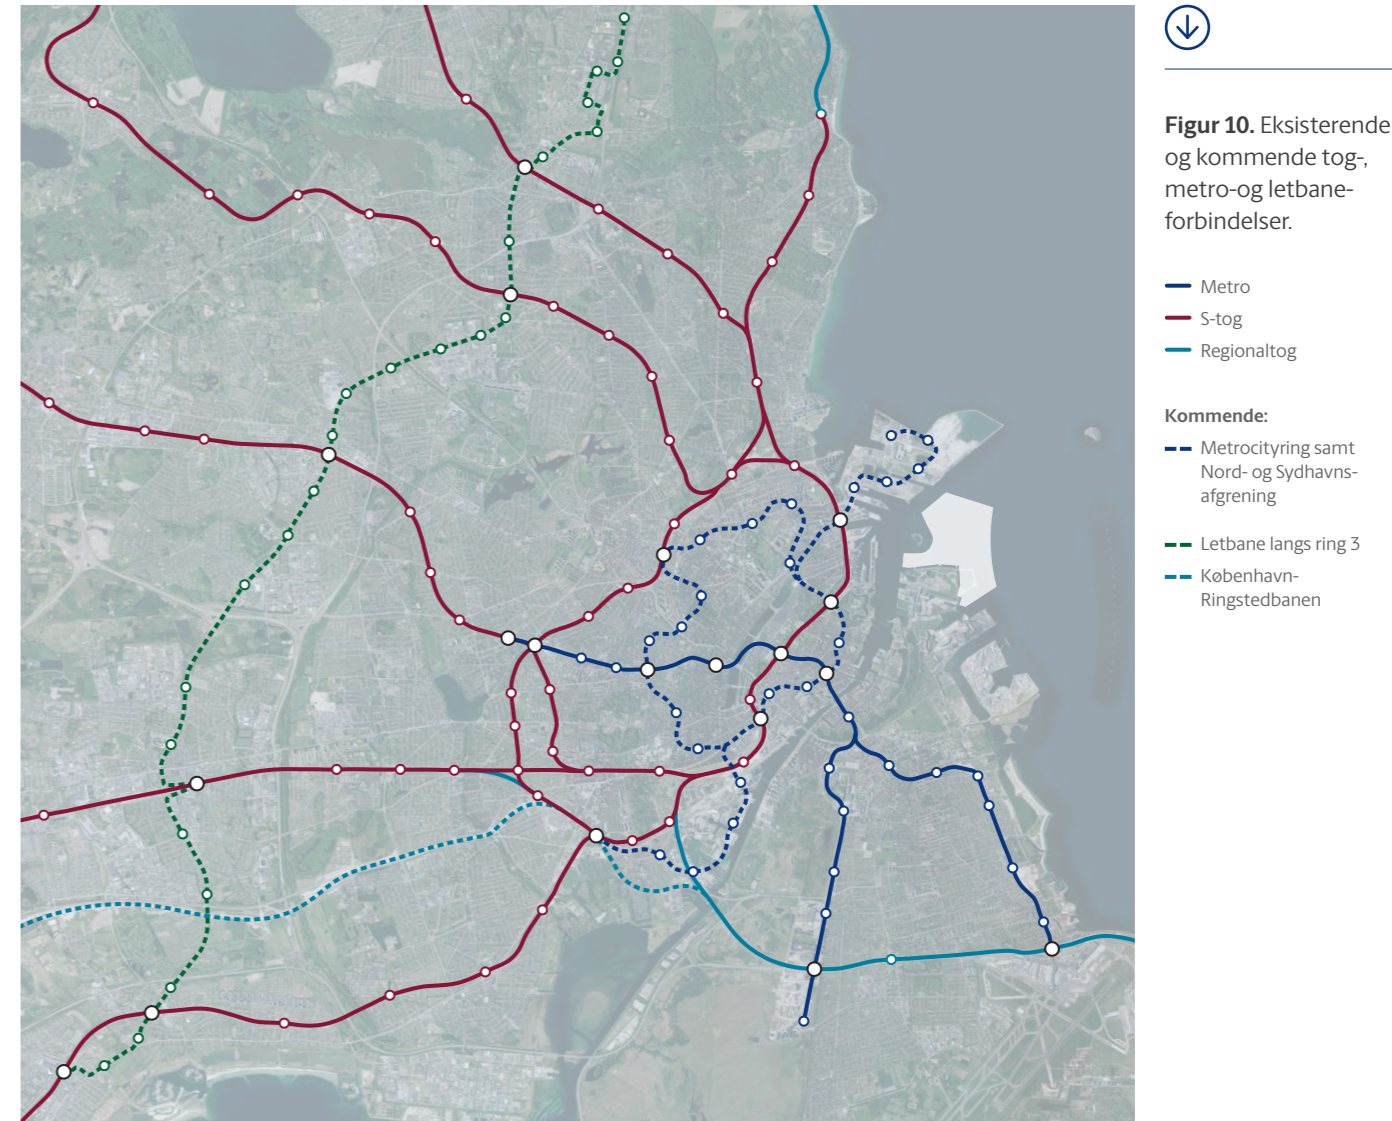 Figur 10. Eksisterende
og kommende tog-,
metro-og letbane-
forbindelser.
Metro
S-tog
Regionaltog
Kommende:
Metrocityring samt
Nord- og Sydhavns-
afgrening
Letbane langs ring 3
København-
Ringstedbanen